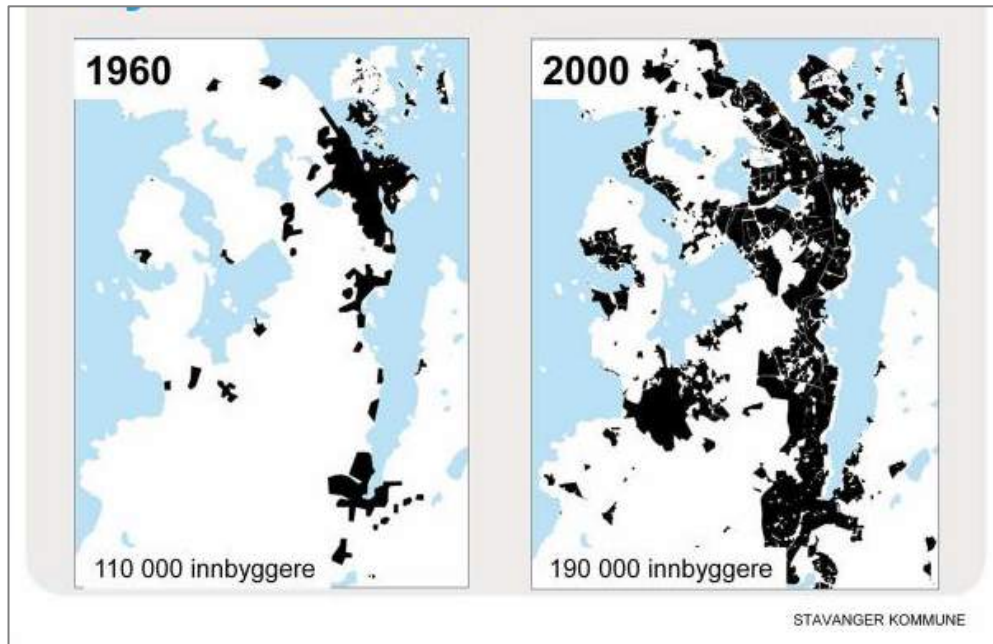 1960
2000
110 000 innbyggere
190 000 innbyggere
STAVANGER KOMMUNE